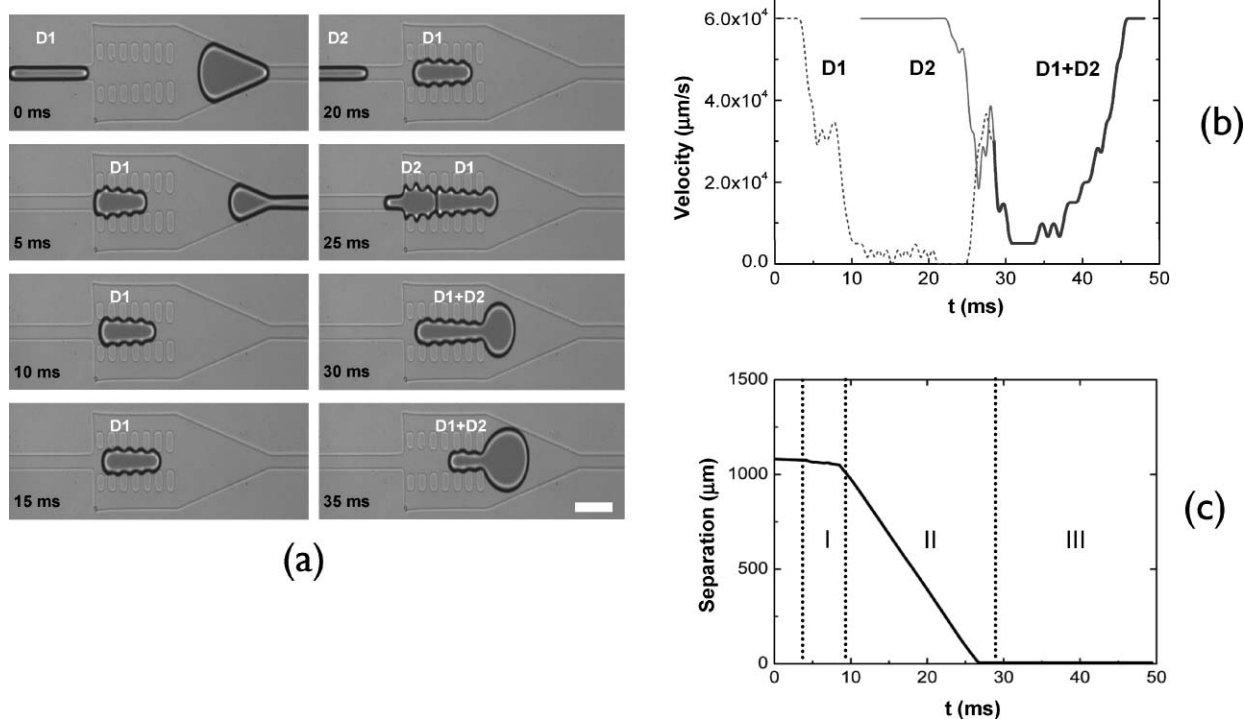 D1
0 ms
D2
D1
20 ms
D1
5 ms
D2
D1
25 ms
D1
10 ms
D1+D2
30 ms
D1
15 ms
D1+D2
35 ms
(a)
Velocity (μm/s)
6.0x10⁴
4.0x10⁴
2.0x10⁴
0.0
D1
D2
D1+D2
0
10
20
30
40
50
t (ms)
(b)
Separation (μm)
1500
1000
500
0
I
II
III
0
10
20
30
40
50
t (ms)
(c)